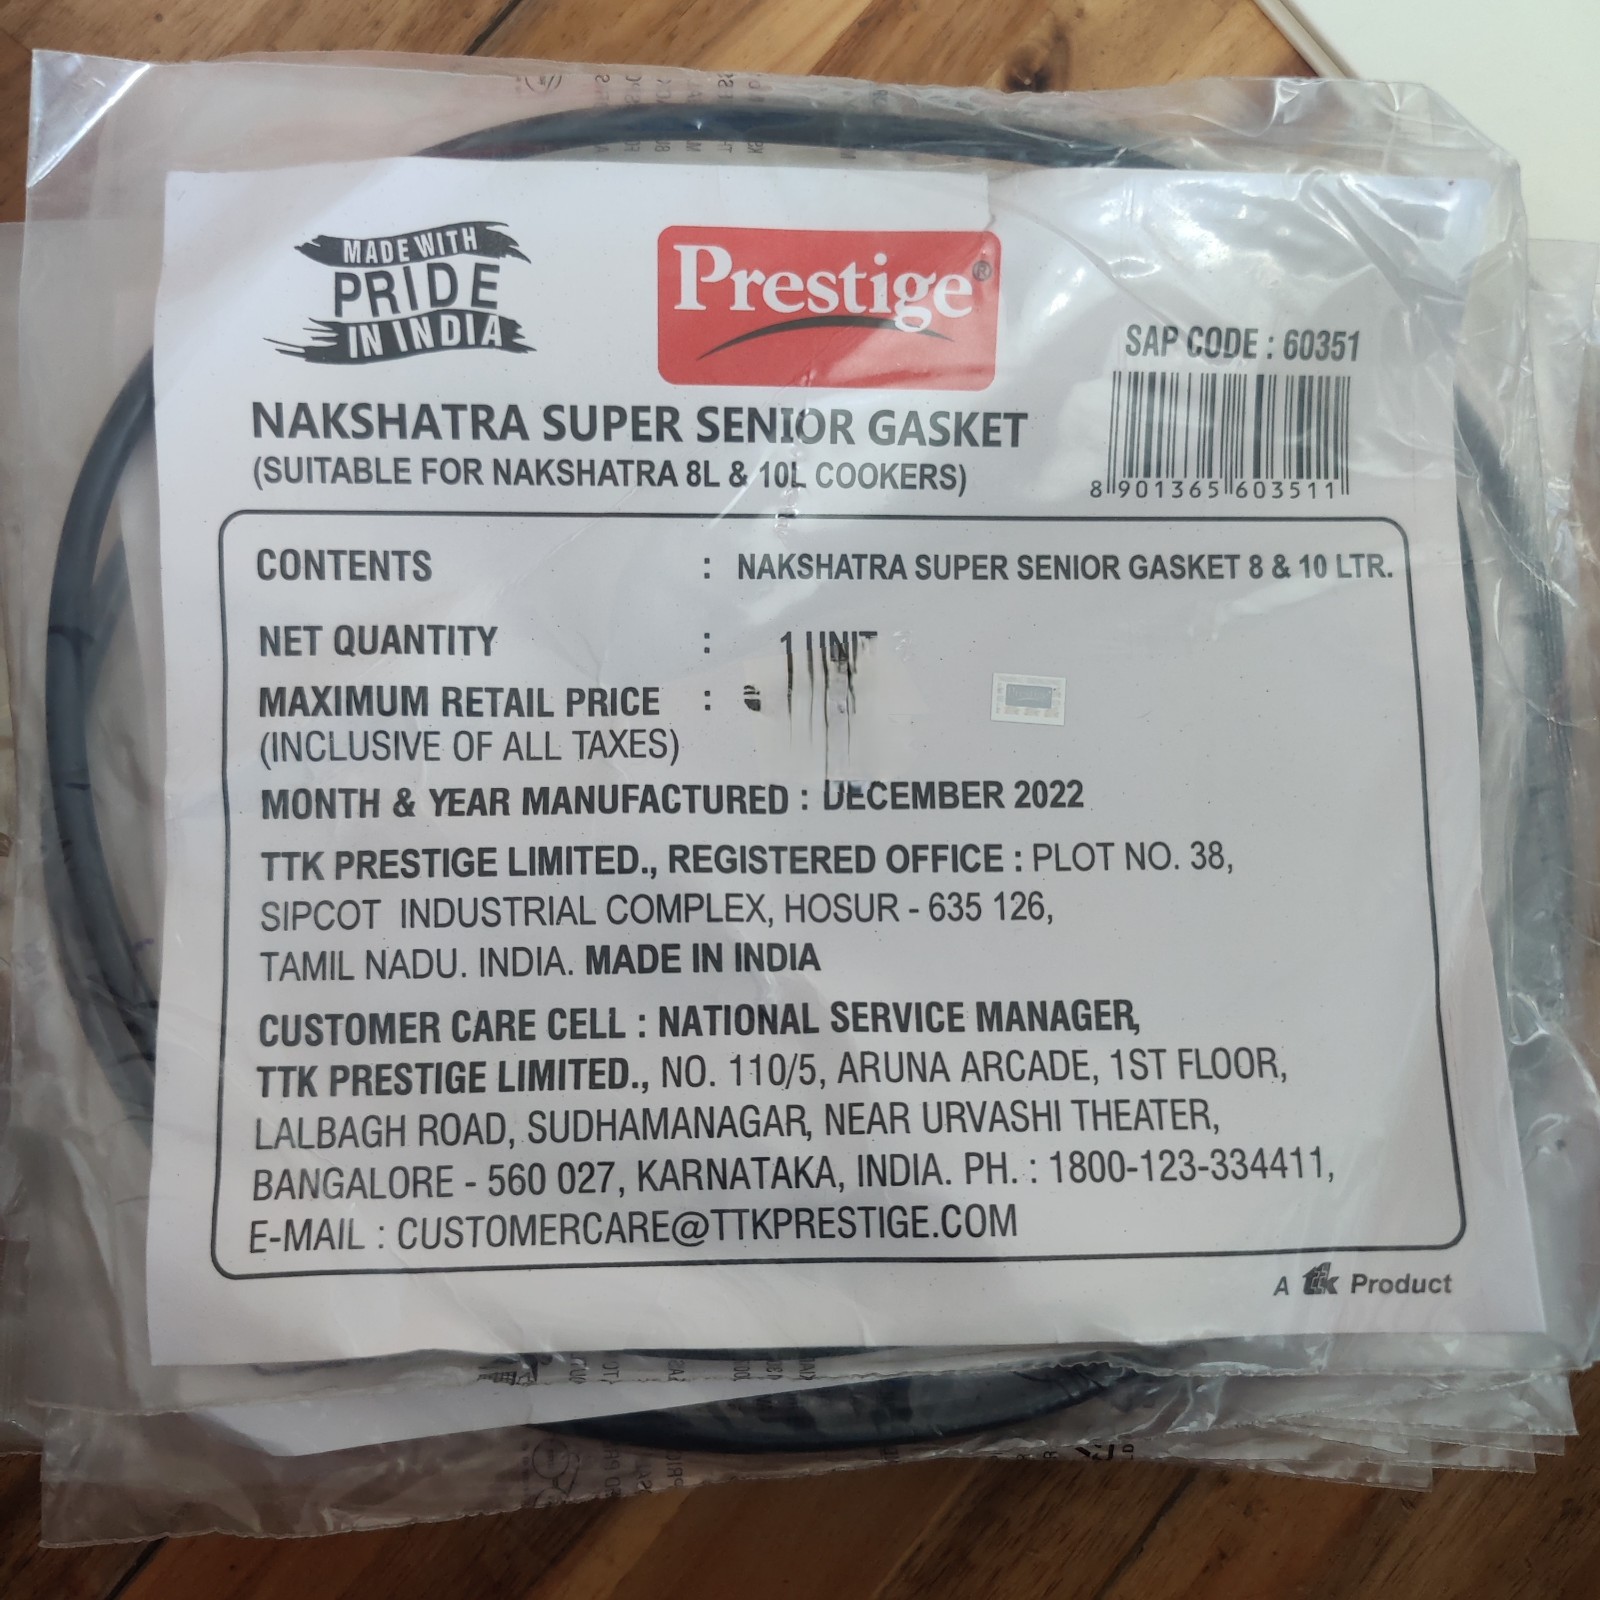 MADE WITH
PRIDE
IN INDIA
Prestige®
SAP CODE : 60351
8 901365 603511
NAKSHATRA SUPER SENIOR GASKET
(SUITABLE FOR NAKSHATRA 8L & 10L COOKERS)
CONTENTS : NAKSHATRA SUPER SENIOR GASKET 8 & 10 LTR.
NET QUANTITY : 1 UNIT
MAXIMUM RETAIL PRICE :
(INCLUSIVE OF ALL TAXES)
MONTH & YEAR MANUFACTURED : DECEMBER 2022
TTK PRESTIGE LIMITED., REGISTERED OFFICE : PLOT NO. 38,
SIPCOT INDUSTRIAL COMPLEX, HOSUR - 635 126,
TAMIL NADU. INDIA. MADE IN INDIA
CUSTOMER CARE CELL : NATIONAL SERVICE MANAGER,
TTK PRESTIGE LIMITED., NO. 110/5, ARUNA ARCADE, 1ST FLOOR,
LALBAGH ROAD, SUDHAMANAGAR, NEAR URVASHI THEATER,
BANGALORE - 560 027, KARNATAKA, INDIA. PH. : 1800-123-334411,
E-MAIL : CUSTOMERCARE@TTKPRESTIGE.COM
A ttk Product